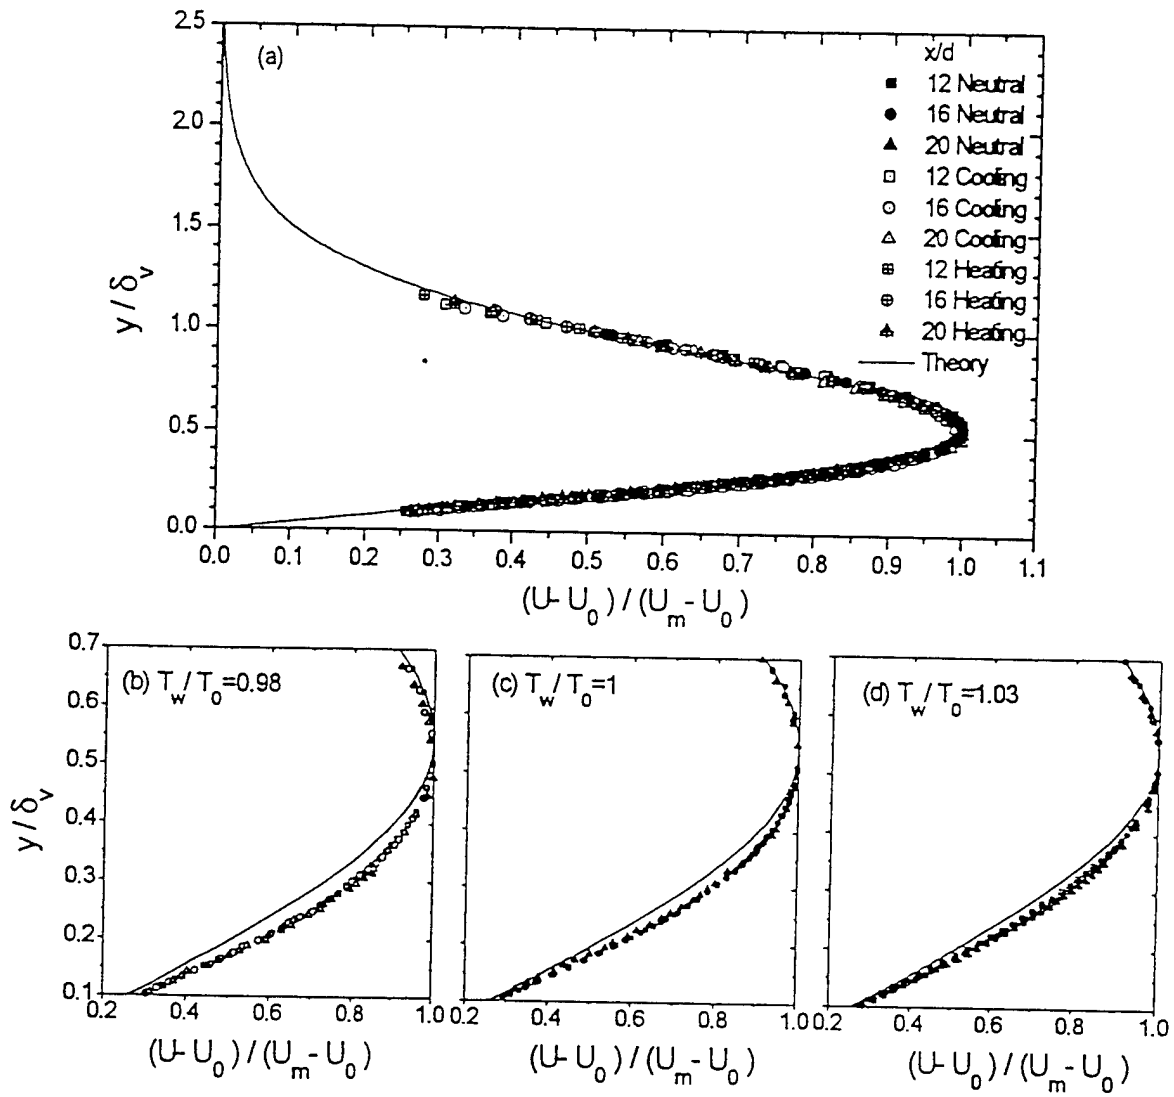 (a)
2.5
2.0
1.5
1.0
0.5
0.0
y / δv
x/d
12 Neutral
16 Neutral
20 Neutral
12 Cooling
16 Cooling
20 Cooling
12 Heating
16 Heating
20 Heating
Theory
0.0 0.1 0.2 0.3 0.4 0.5 0.6 0.7 0.8 0.9 1.0 1.1
(U-U0) / (Um-U0)
(b) Tw/T0=0.98
0.7
0.6
0.5
0.4
0.3
0.2
0.1
y / δv
0.2 0.4 0.6 0.8 1.0
(U-U0) / (Um-U0)
(c) Tw/T0=1
0.2 0.4 0.6 0.8 1.0
(U-U0) / (Um-U0)
(d) Tw/T0=1.03
0.2 0.4 0.6 0.8 1.0
(U-U0) / (Um-U0)